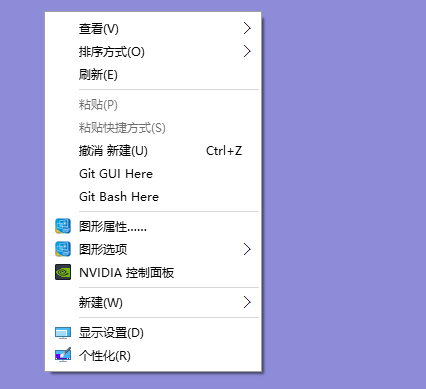 查看(V)
排序方式(O)
刷新(E)
粘贴(P)
粘贴快捷方式(S)
撤消 新建(U) Ctrl+Z
Git GUI Here
Git Bash Here
图形属性......
图形选项
NVIDIA 控制面板
新建(W)
显示设置(D)
个性化(R)